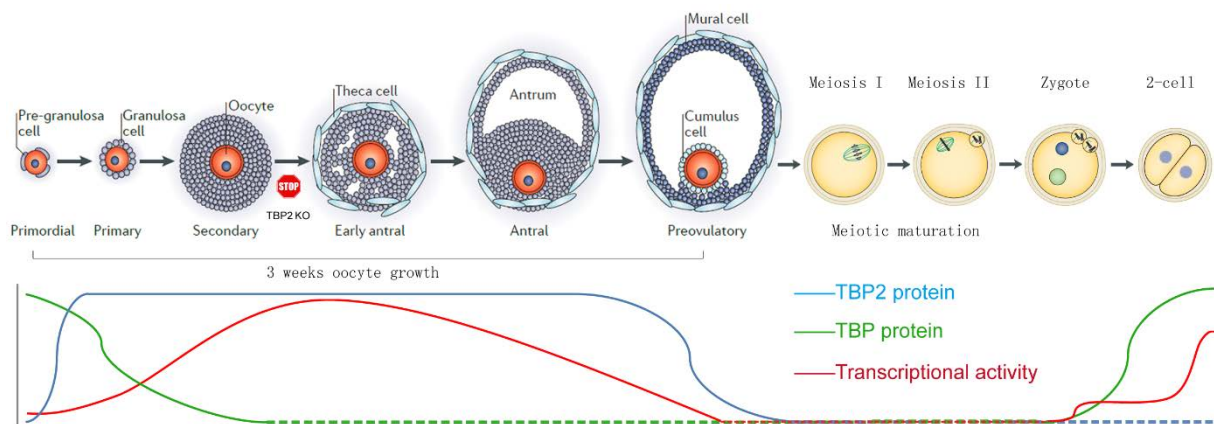 Pre-granulosa
cell
Granulosa
cell
Oocyte
Theca cell
Antrum
Mural cell
Cumulus
cell
Meiosis I
Meiosis II
Zygote
2-cell
STOP
TBP2 KO
Primordial
Primary
Secondary
Early antral
Antral
Preovulatory
Meiotic maturation
3 weeks oocyte growth
TBP2 protein
TBP protein
Transcriptional activity